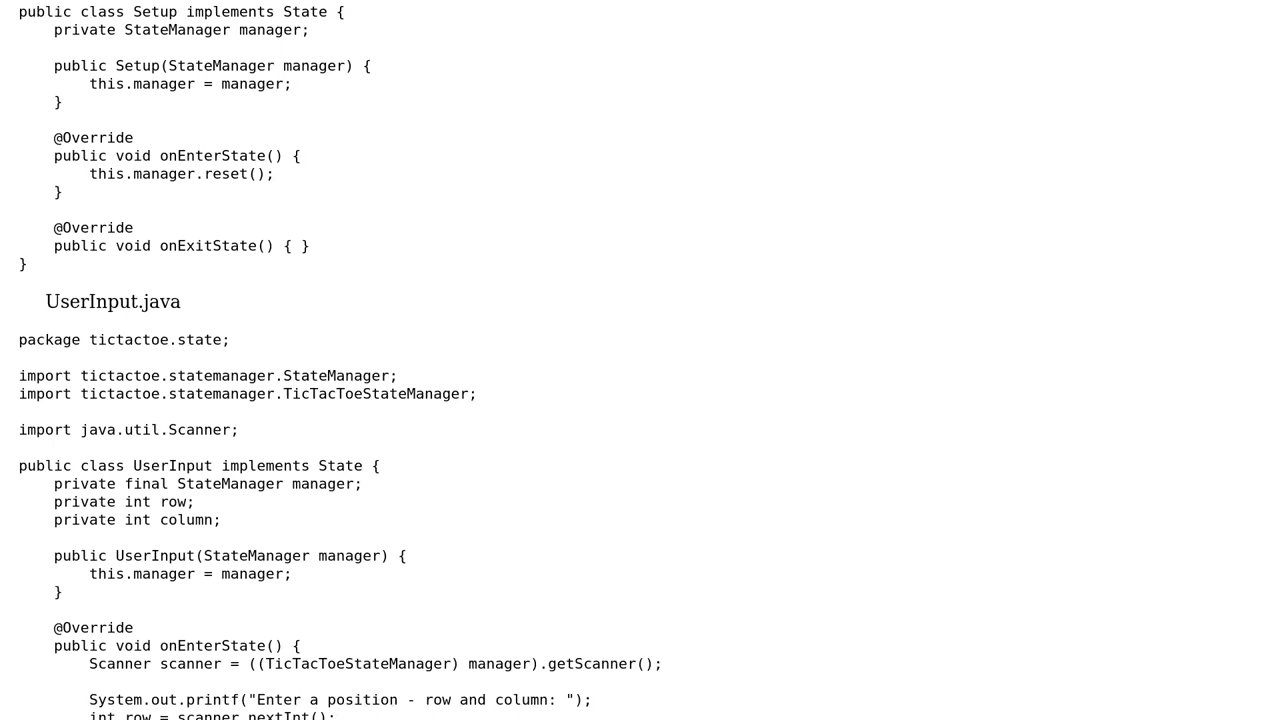 public class Setup implements State {
    private StateManager manager;

    public Setup(StateManager manager) {
        this.manager = manager;
    }

    @Override
    public void onEnterState() {
        this.manager.reset();
    }

    @Override
    public void onExitState() { }
}

UserInput.java

package tictactoe.state;

import tictactoe.statemanager.StateManager;
import tictactoe.statemanager.TicTacToeStateManager;

import java.util.Scanner;

public class UserInput implements State {
    private final StateManager manager;
    private int row;
    private int column;

    public UserInput(StateManager manager) {
        this.manager = manager;
    }

    @Override
    public void onEnterState() {
        Scanner scanner = ((TicTacToeStateManager) manager).getScanner();

        System.out.printf("Enter a position - row and column: ");
        int row = scanner.nextInt();